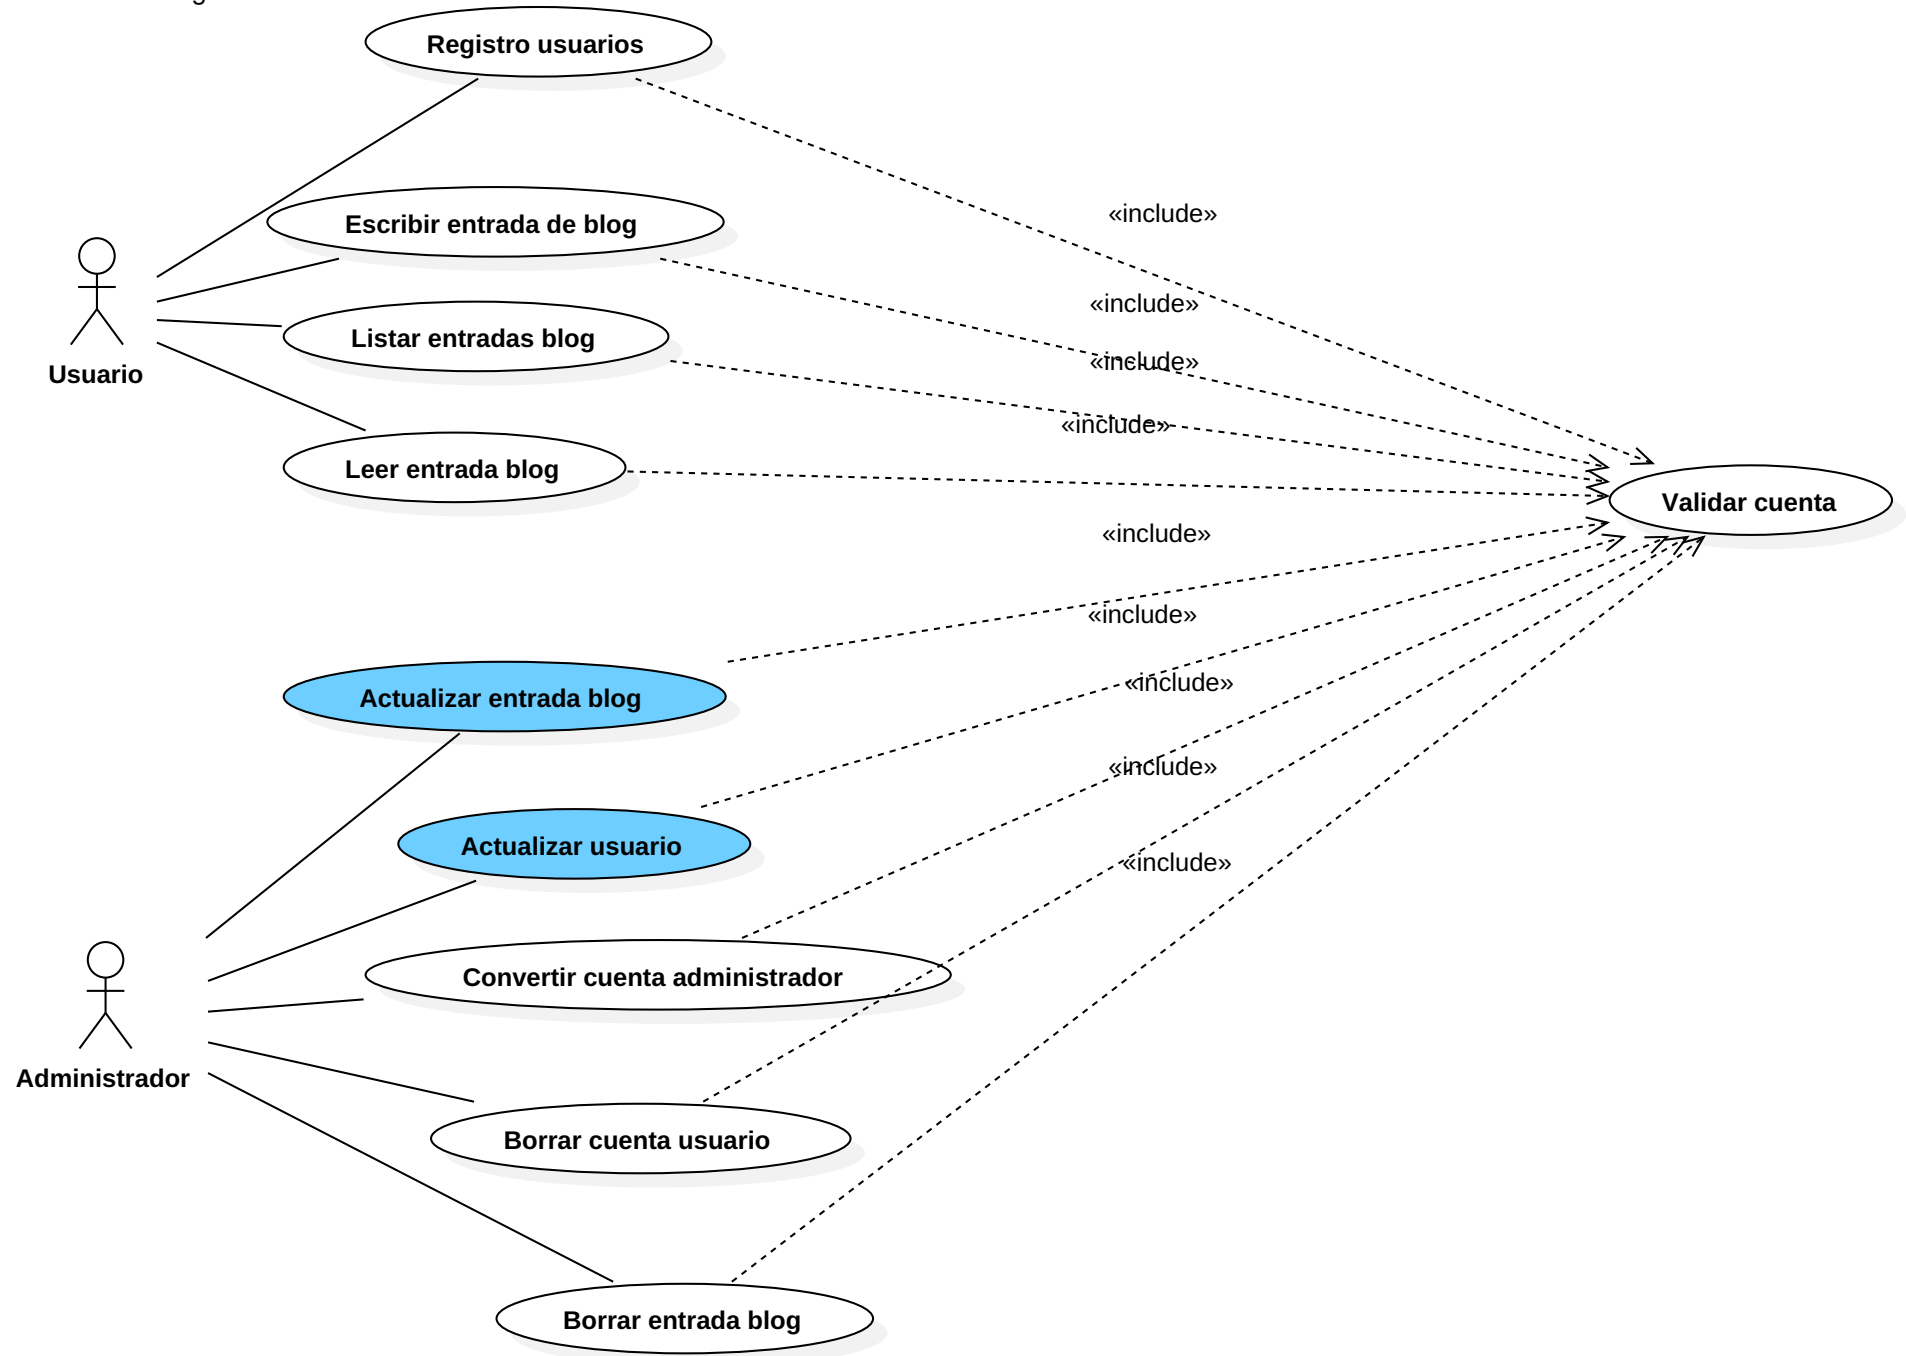 Registro usuarios
«include»
Escribir entrada de blog
«include»
Listar entradas blog
«include»
Usuario
«include»
Leer entrada blog
Validar cuenta
«include»
«include»
Actualizar entrada blog
«include»
«include»
Actualizar usuario
«include»
Convertir cuenta administrador
Administrador
Borrar cuenta usuario
Borrar entrada blog